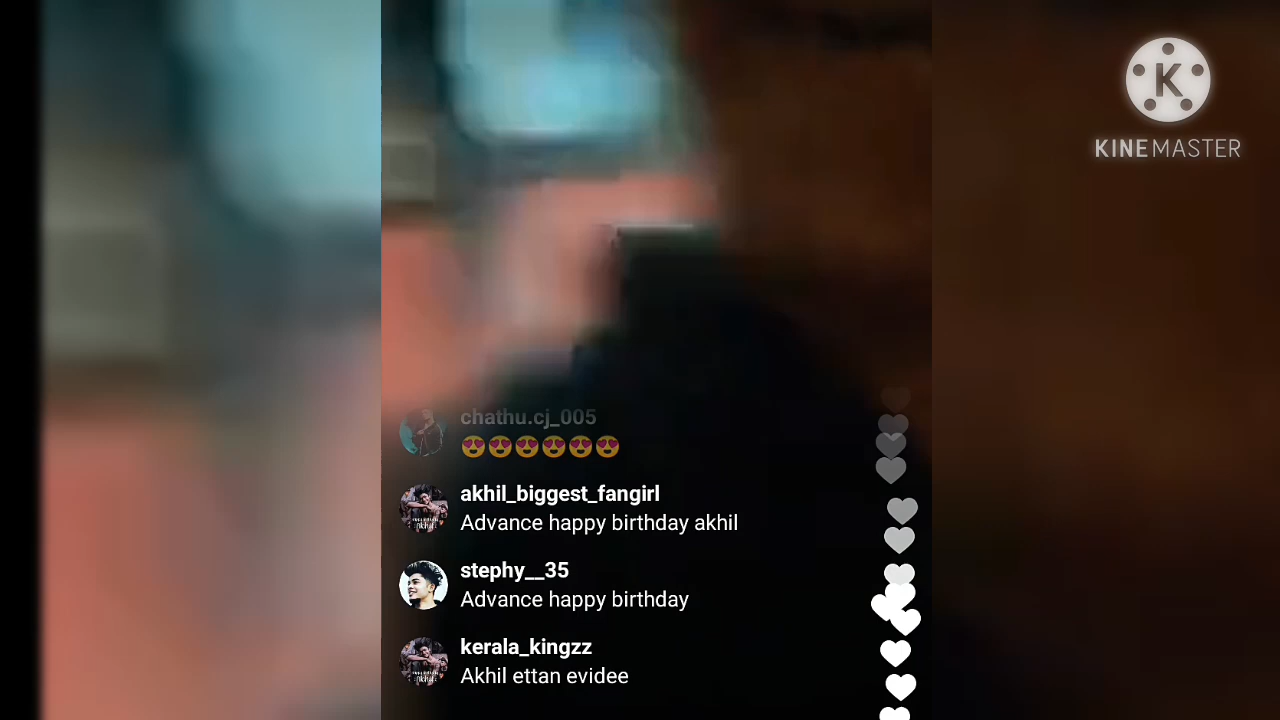 K
KINEMASTER
chathu.cj_005
😍😍😍😍😍😍
akhil_biggest_fangirl
Advance happy birthday akhil
stephy__35
Advance happy birthday
kerala_kingzz
Akhil ettan evidee